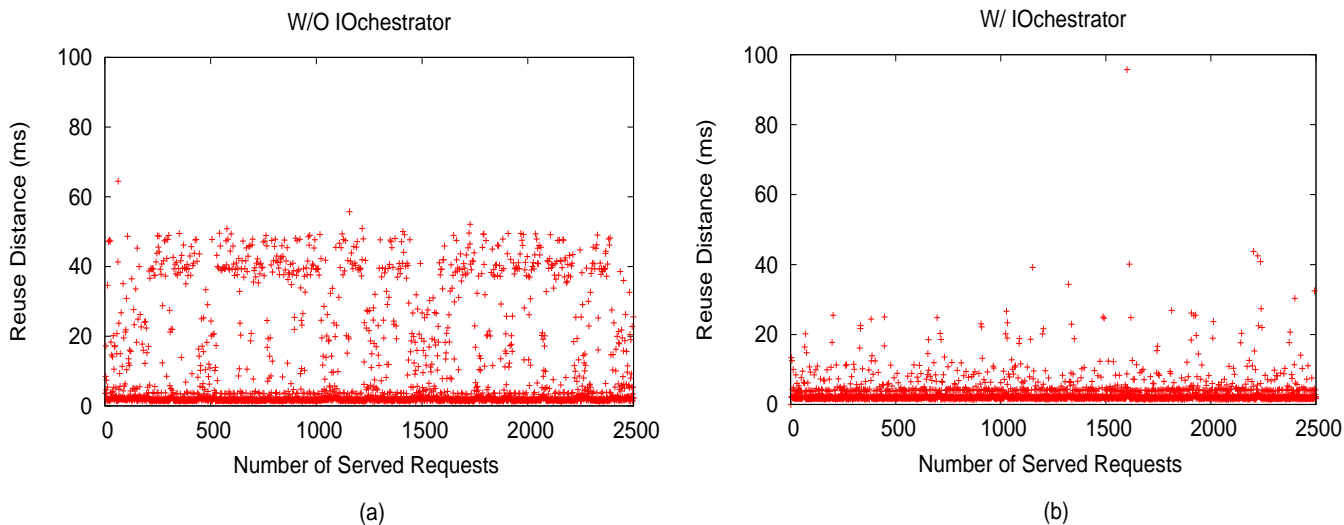 W/O IOchestrator
100
80
60
40
20
0
0 500 1000 1500 2000 2500
Reuse Distance (ms)
Number of Served Requests
(a)
W/ IOchestrator
100
80
60
40
20
0
0 500 1000 1500 2000 2500
Reuse Distance (ms)
Number of Served Requests
(b)